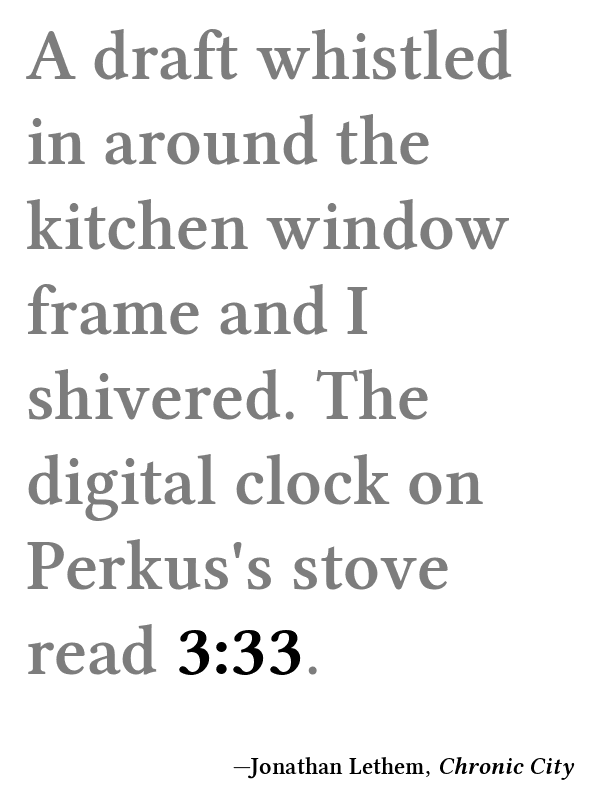 A draft whistled
in around the
kitchen window
frame and I
shivered. The
digital clock on
Perkus's stove
read 3:33.
—Jonathan Lethem, Chronic City